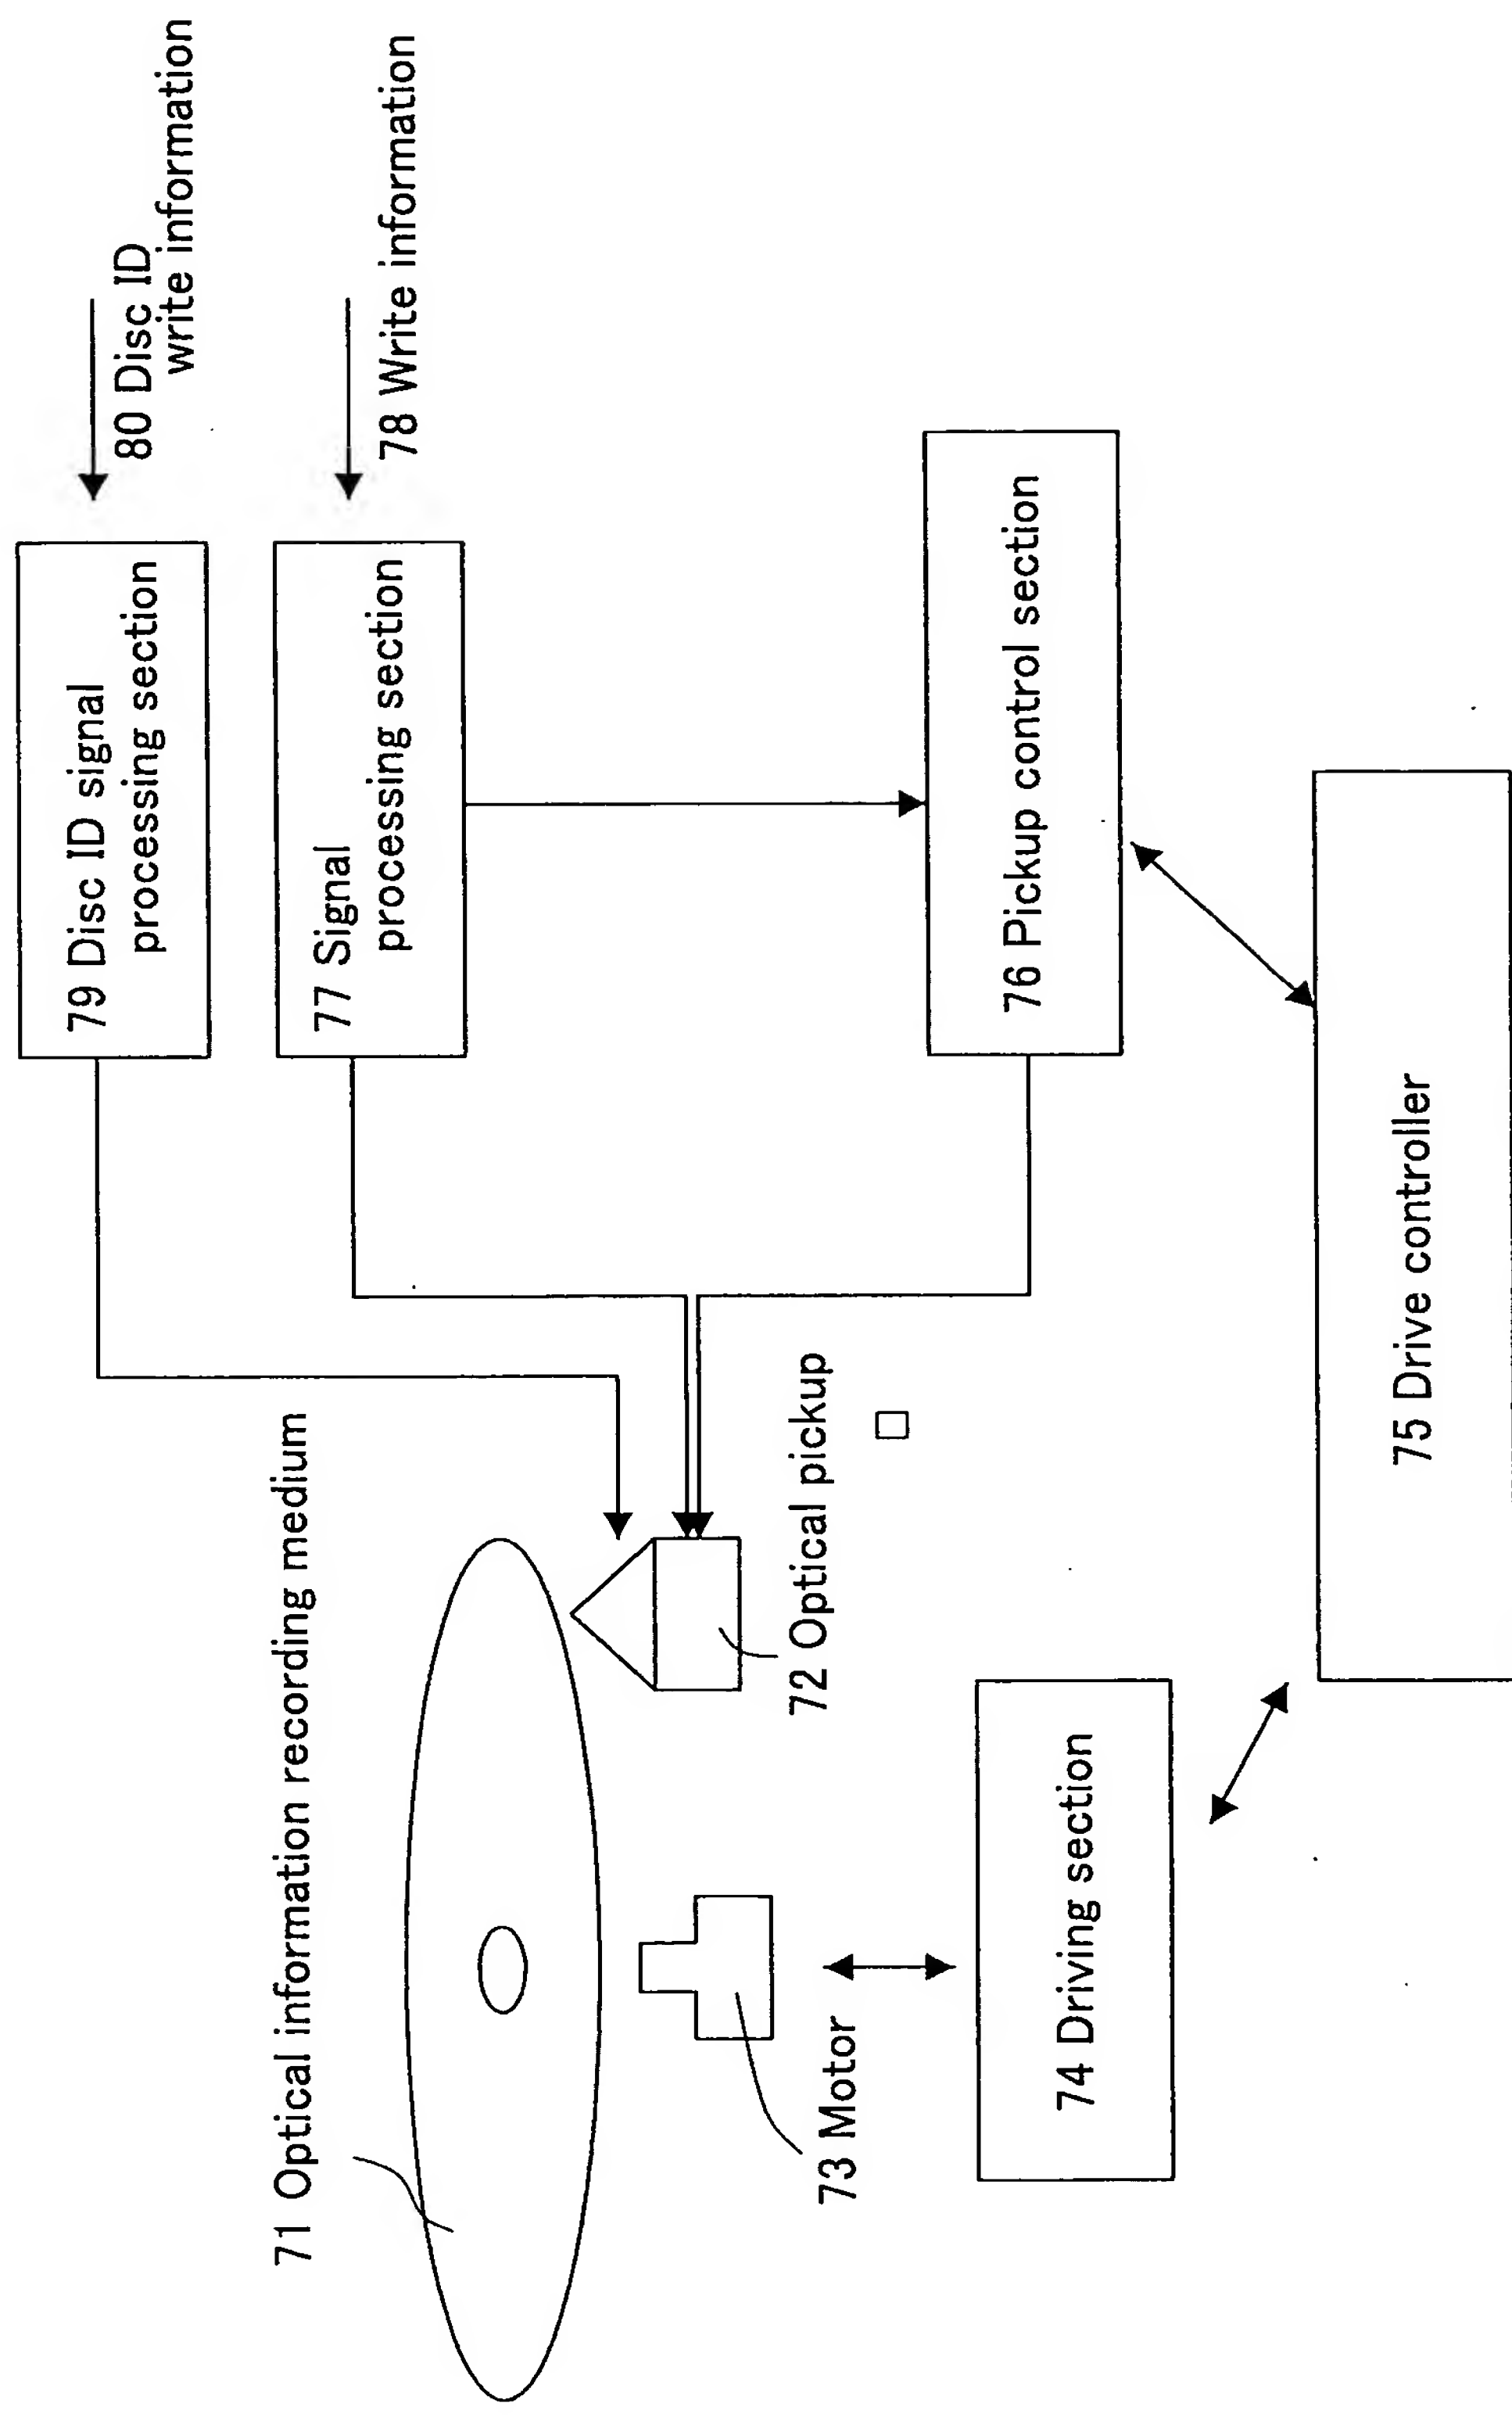 71 Optical information recording medium
79 Disc ID signal
processing section
80 Disc ID
write information
77 Signal
processing section
78 Write information
72 Optical pickup
73 Motor
76 Pickup control section
74 Driving section
75 Drive controller